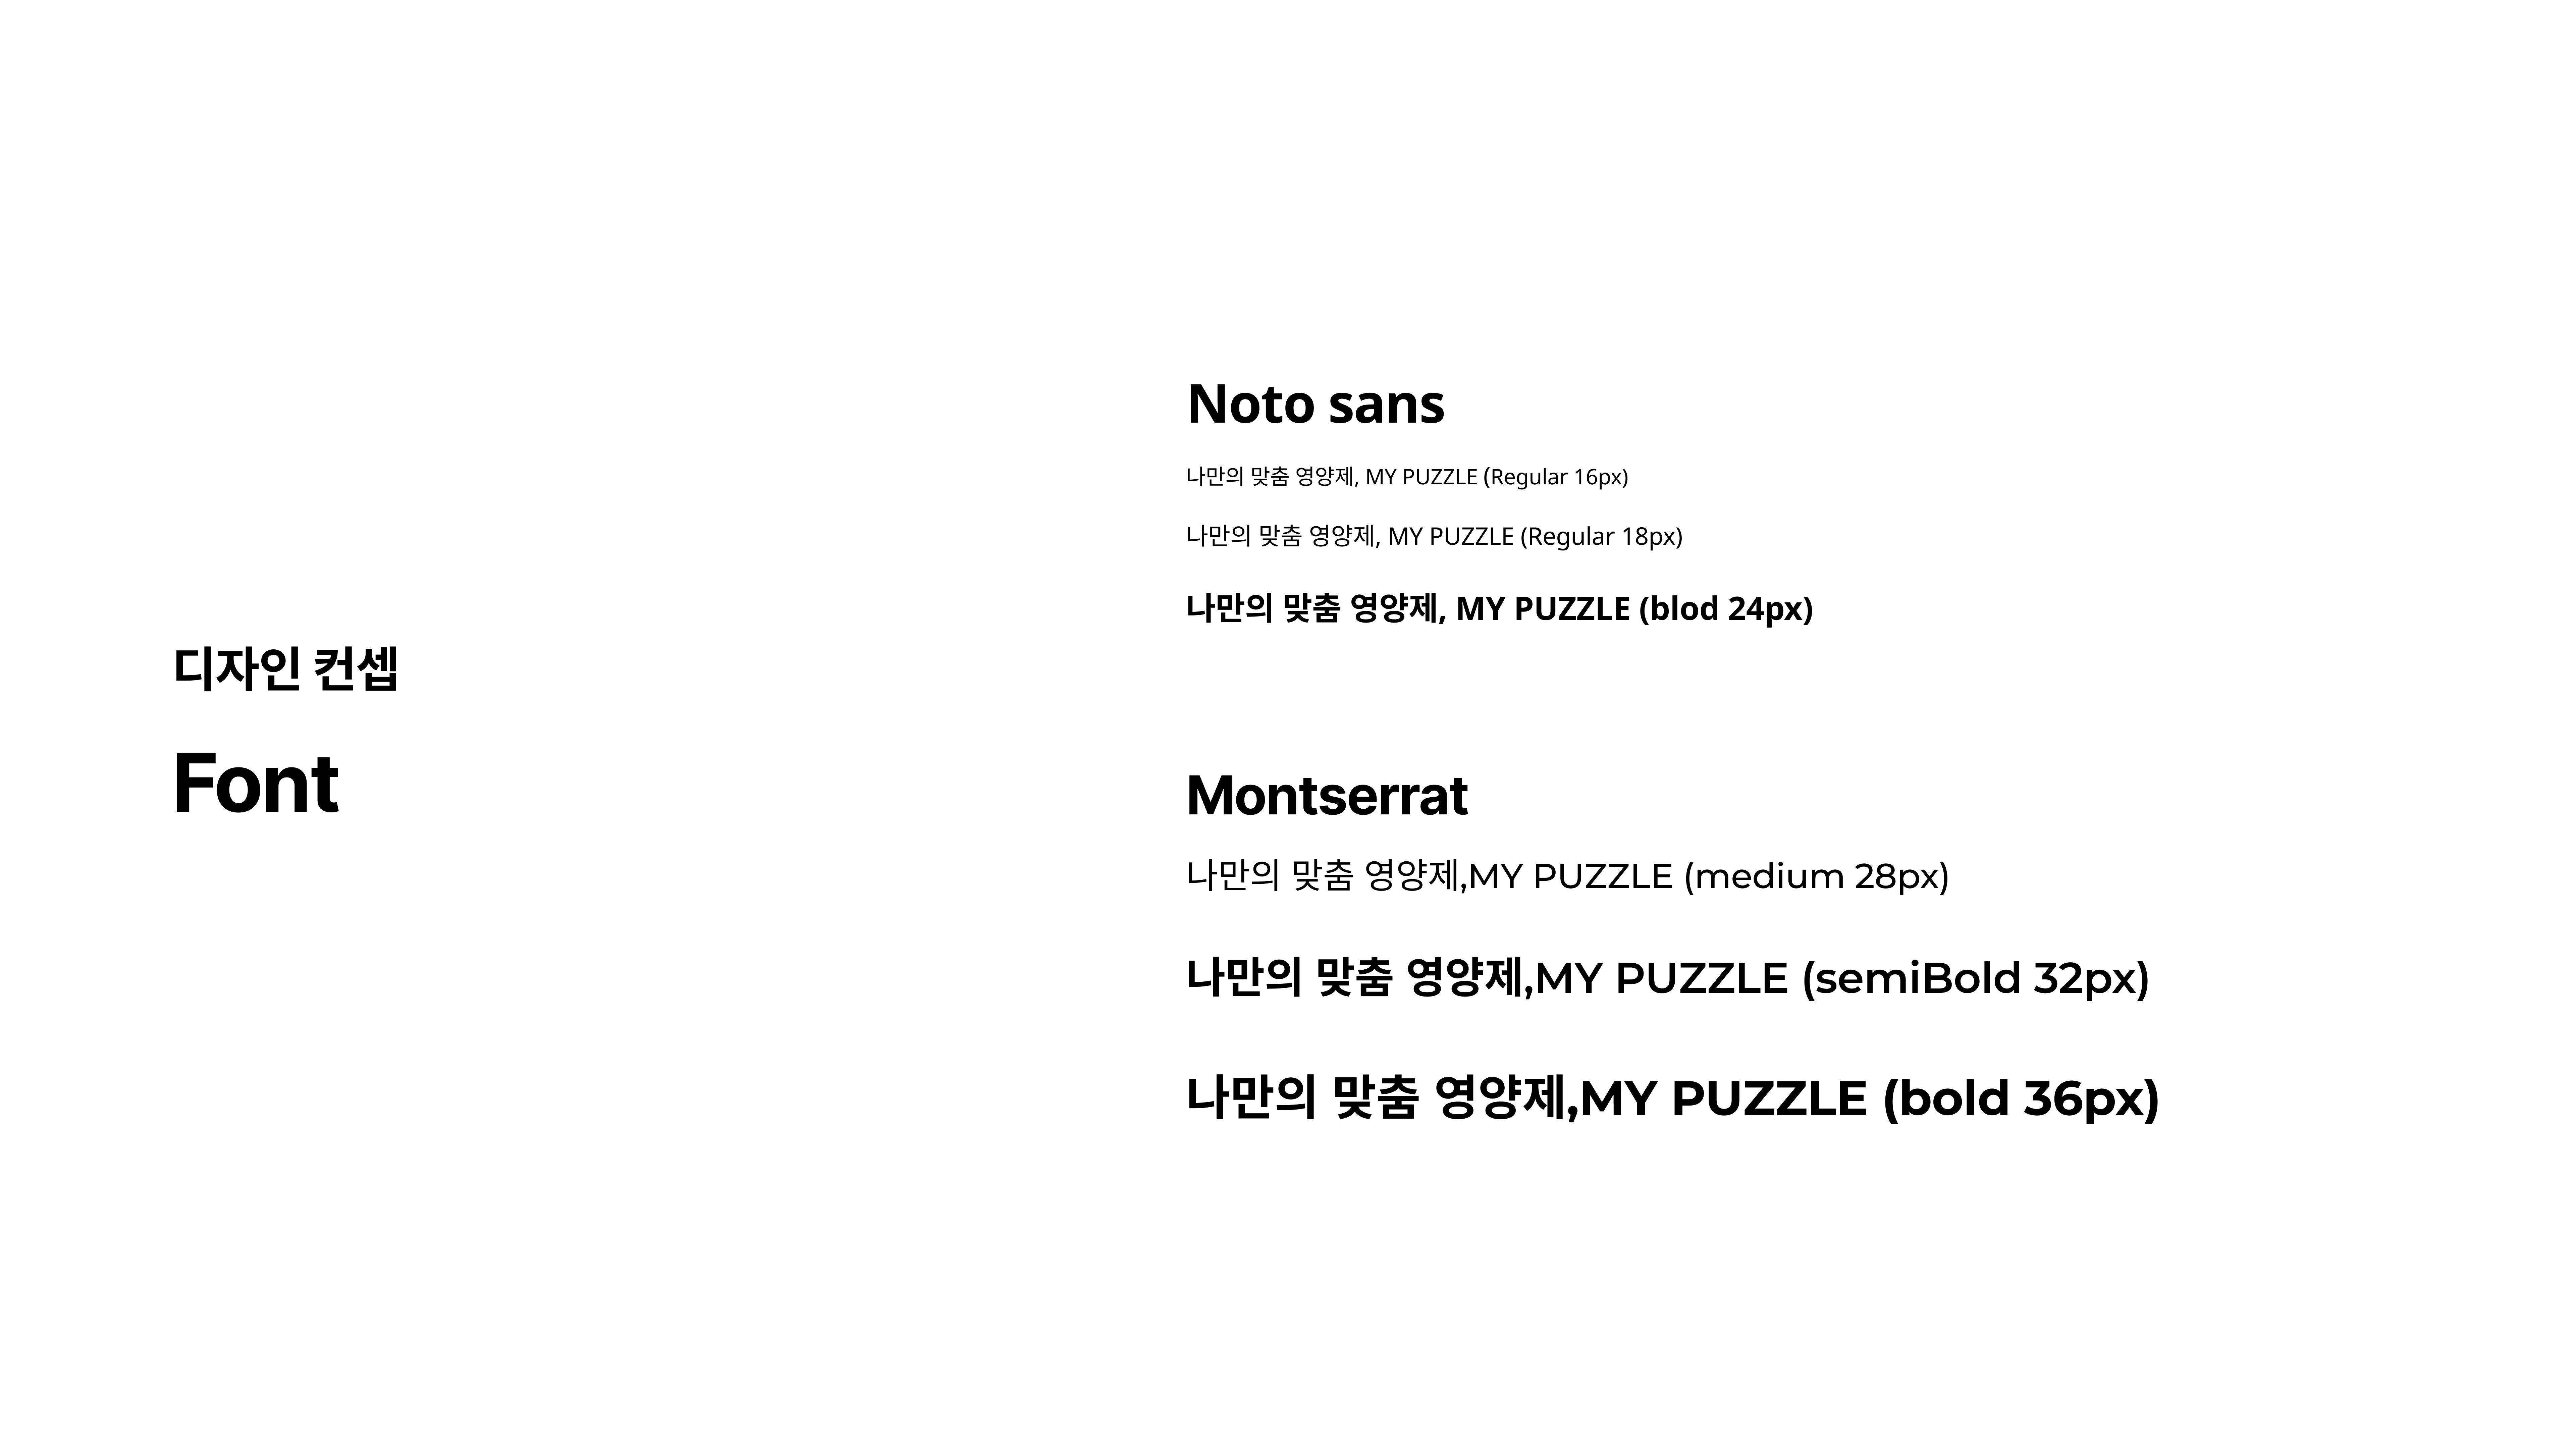 디자인 컨셉
Font
Noto sans
나만의 맞춤 영양제, MY PUZZLE (Regular 16px)
나만의 맞춤 영양제, MY PUZZLE (Regular 18px)
나만의 맞춤 영양제, MY PUZZLE (blod 24px)
Montserrat
나만의 맞춤 영양제,MY PUZZLE (medium 28px)
나만의 맞춤 영양제,MY PUZZLE (semiBold 32px)
나만의 맞춤 영양제,MY PUZZLE (bold 36px)